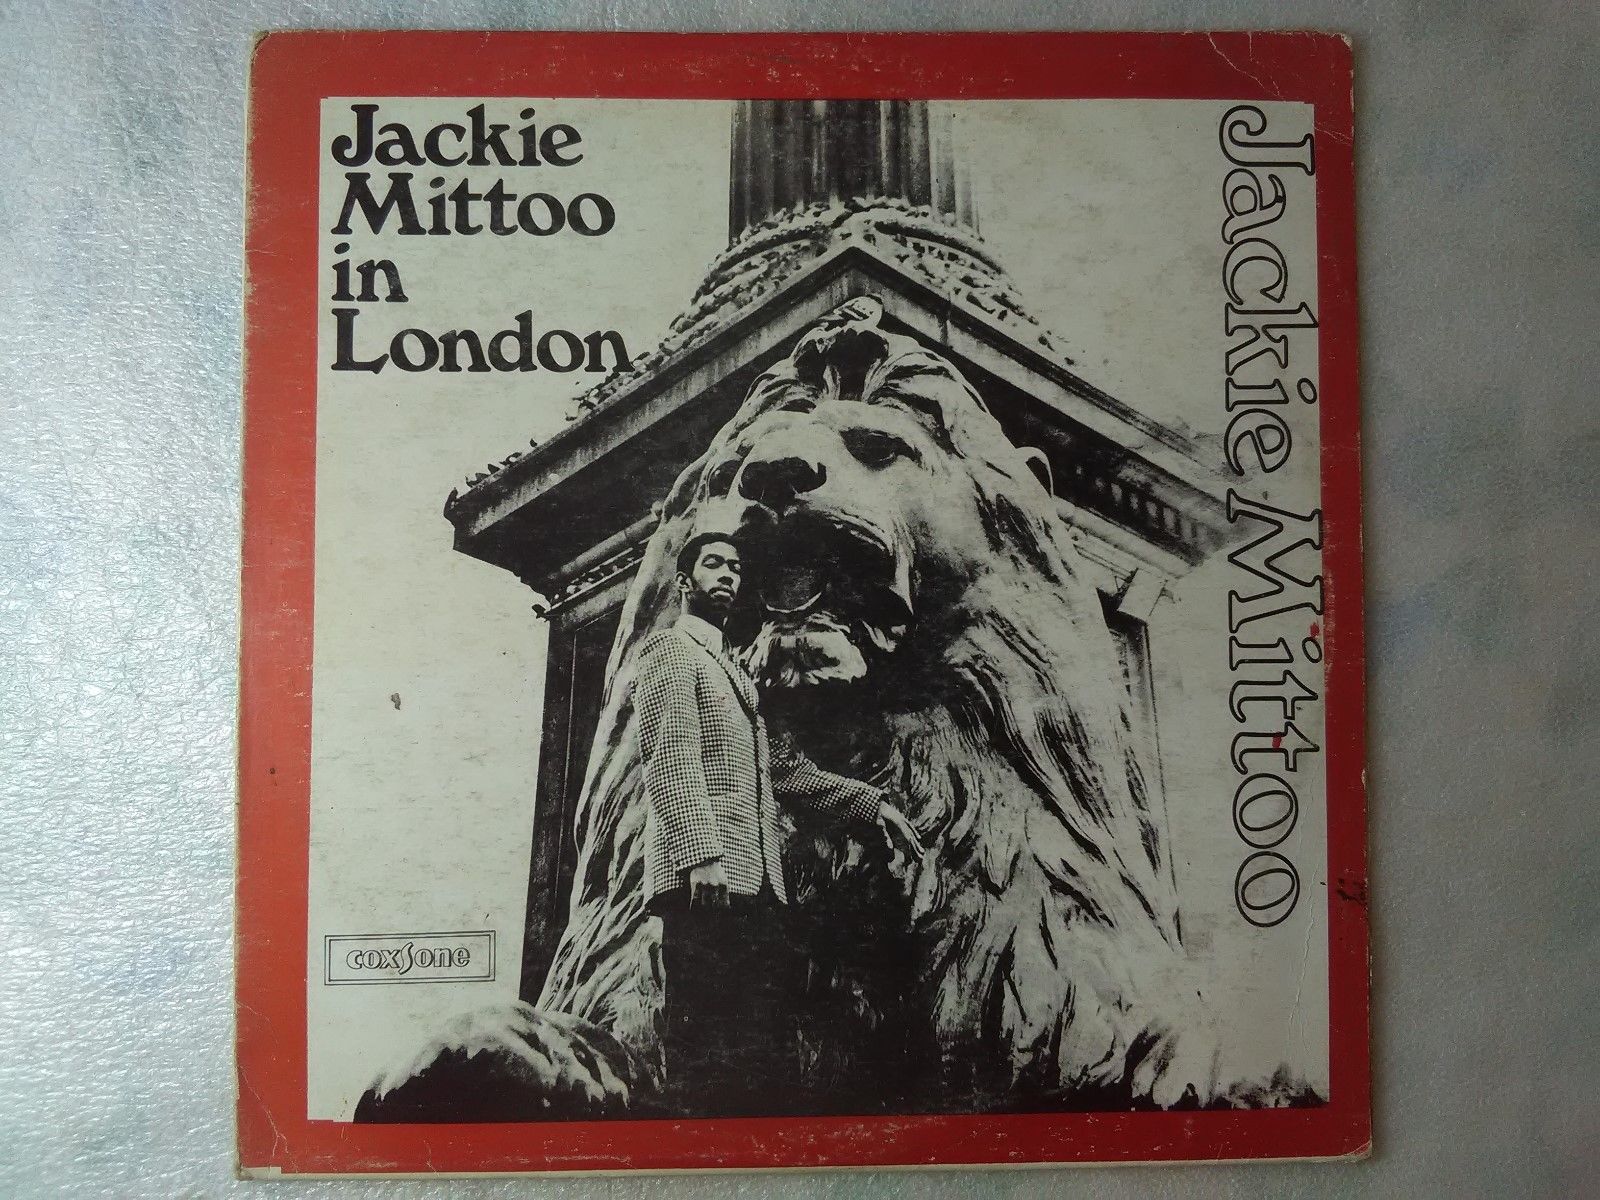 Jackie
Mittoo
in
London
Jackie Mittoo
coxsone